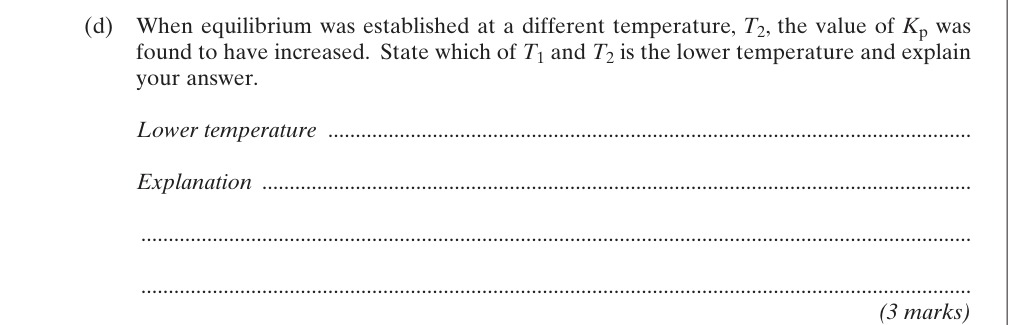 (d) When equilibrium was established at a different temperature, T₂, the value of Kₚ was
found to have increased. State which of T₁ and T₂ is the lower temperature and explain
your answer.
Lower temperature ....................................................................................................
Explanation ....................................................................................................
....................................................................................................
....................................................................................................
(3 marks)